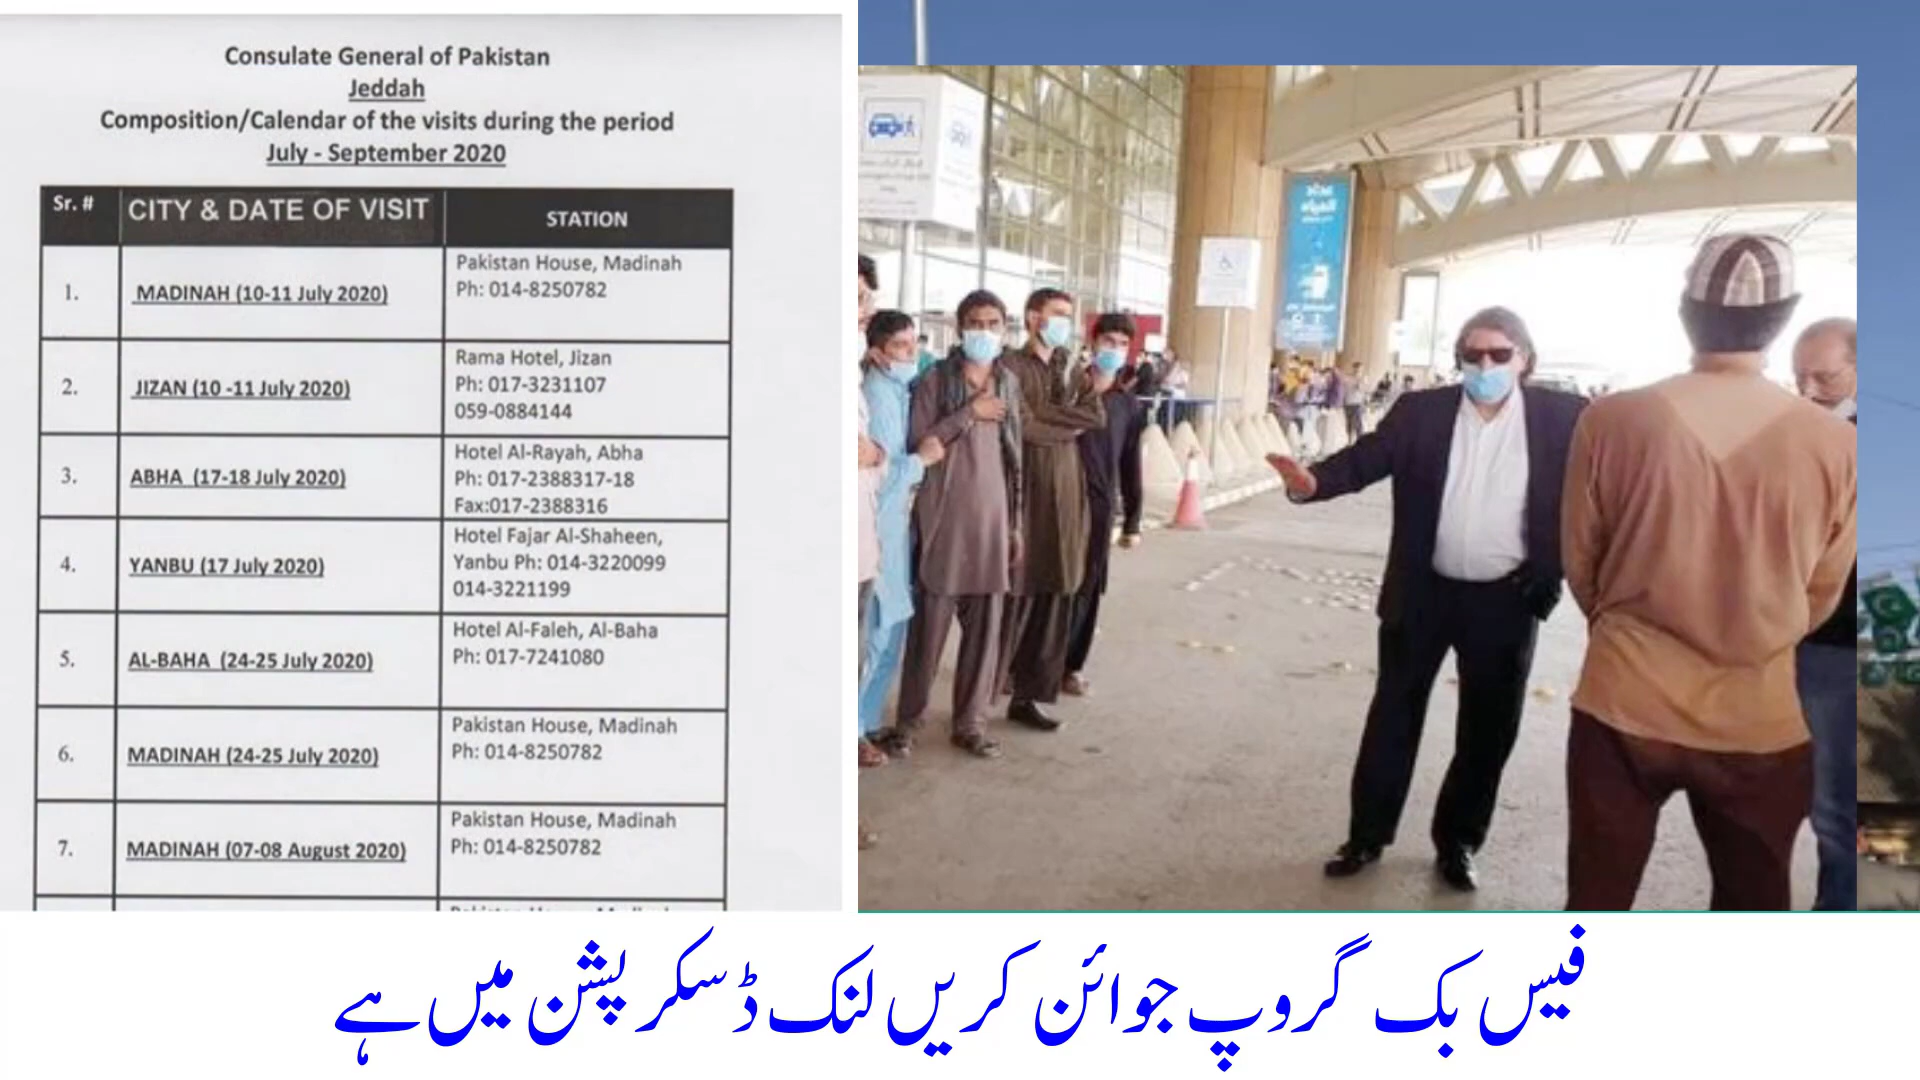 Consulate General of Pakistan
Jeddah
Composition/Calendar of the visits during the period
July - September 2020
Sr. # CITY & DATE OF VISIT STATION
1. MADINAH (10-11 July 2020) Pakistan House, Madinah
Ph: 014-8250782
2. JIZAN (10 -11 July 2020) Rama Hotel, Jizan
Ph: 017-3231107
059-0884144
3. ABHA (17-18 July 2020) Hotel Al-Rayah, Abha
Ph: 017-2388317-18
Fax:017-2388316
4. YANBU (17 July 2020) Hotel Fajar Al-Shaheen,
Yanbu Ph: 014-3220099
014-3221199
5. AL-BAHA (24-25 July 2020) Hotel Al-Faleh, Al-Baha
Ph: 017-7241080
6. MADINAH (24-25 July 2020) Pakistan House, Madinah
Ph: 014-8250782
7. MADINAH (07-08 August 2020) Pakistan House, Madinah
Ph: 014-8250782
فیس بک گروپ جوائن کریں لنک ڈسکرپشن میں ہے